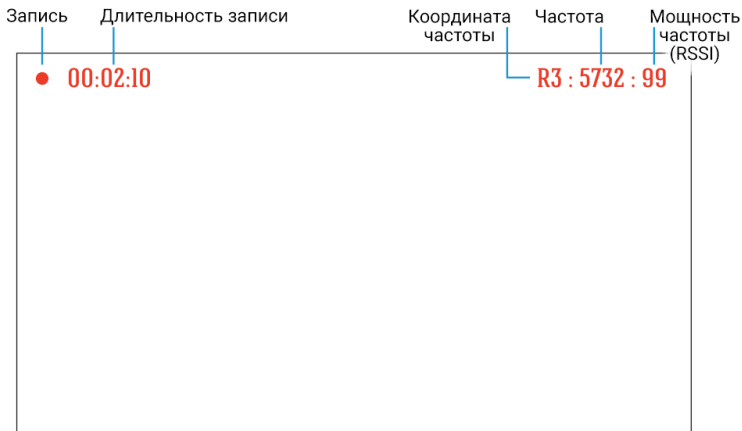 Запись
Длительность записи
Координата
частоты
Частота
Мощность
частоты
(RSSI)
00:02:10
R3 : 5732 : 99